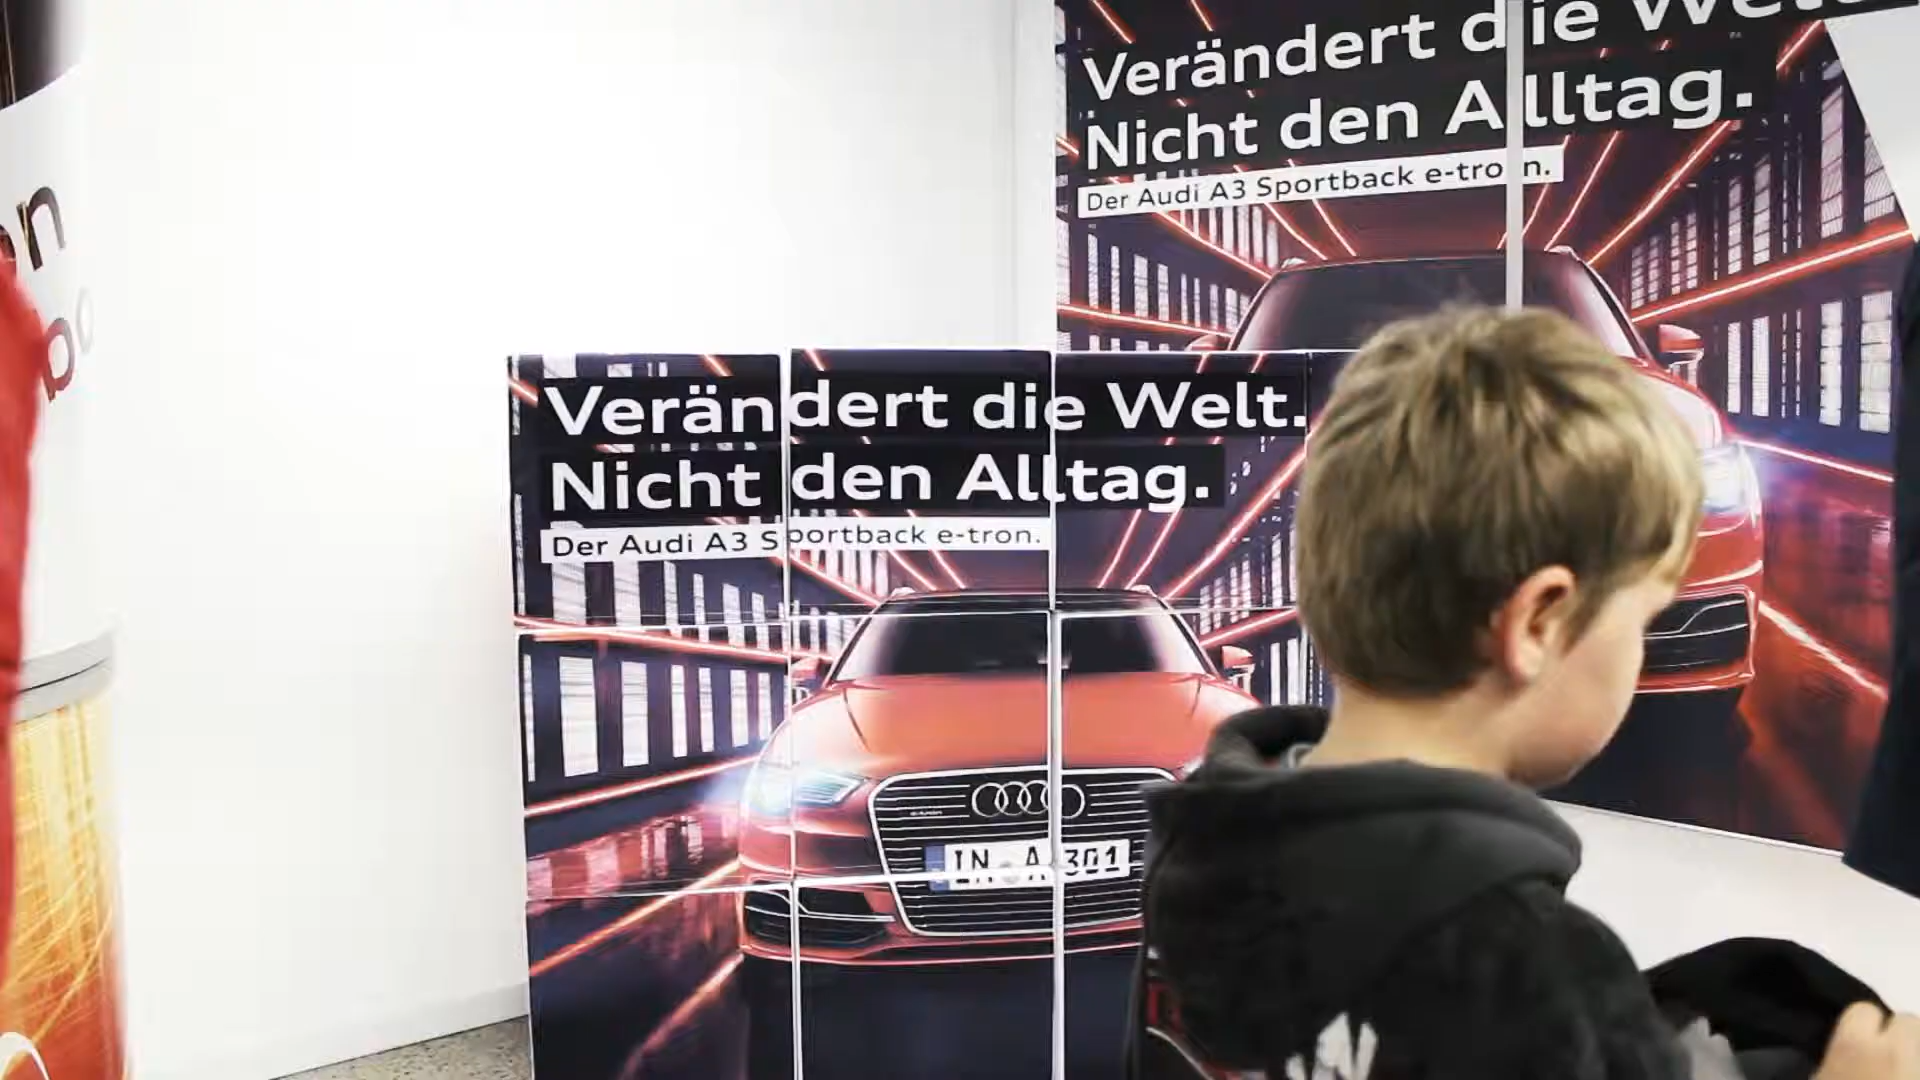 Verändert die Welt.
Nicht den Alltag.
Der Audi A3 Sportback e-tron.
IN A 301
Verändert die
Nicht den Alltag.
Der Audi A3 Sportback e-tron.